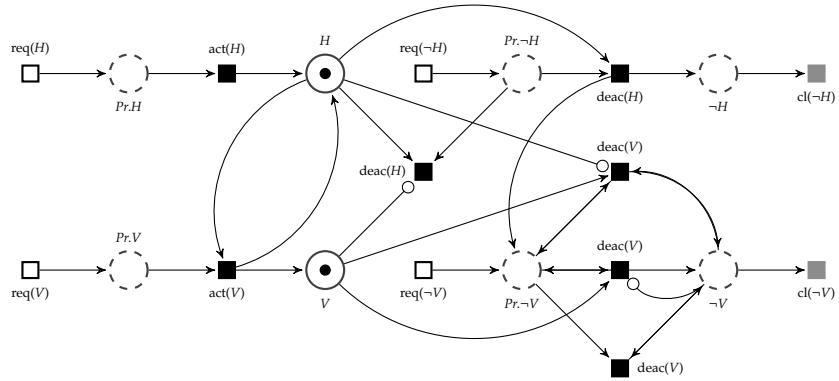 req(H)
Pr.H
act(H)
H
req(¬H)
Pr.¬H
deac(H)
¬H
cl(¬H)
deac(H)
deac(V)
req(V)
Pr.V
act(V)
V
req(¬V)
Pr.¬V
deac(V)
¬V
cl(¬V)
deac(V)